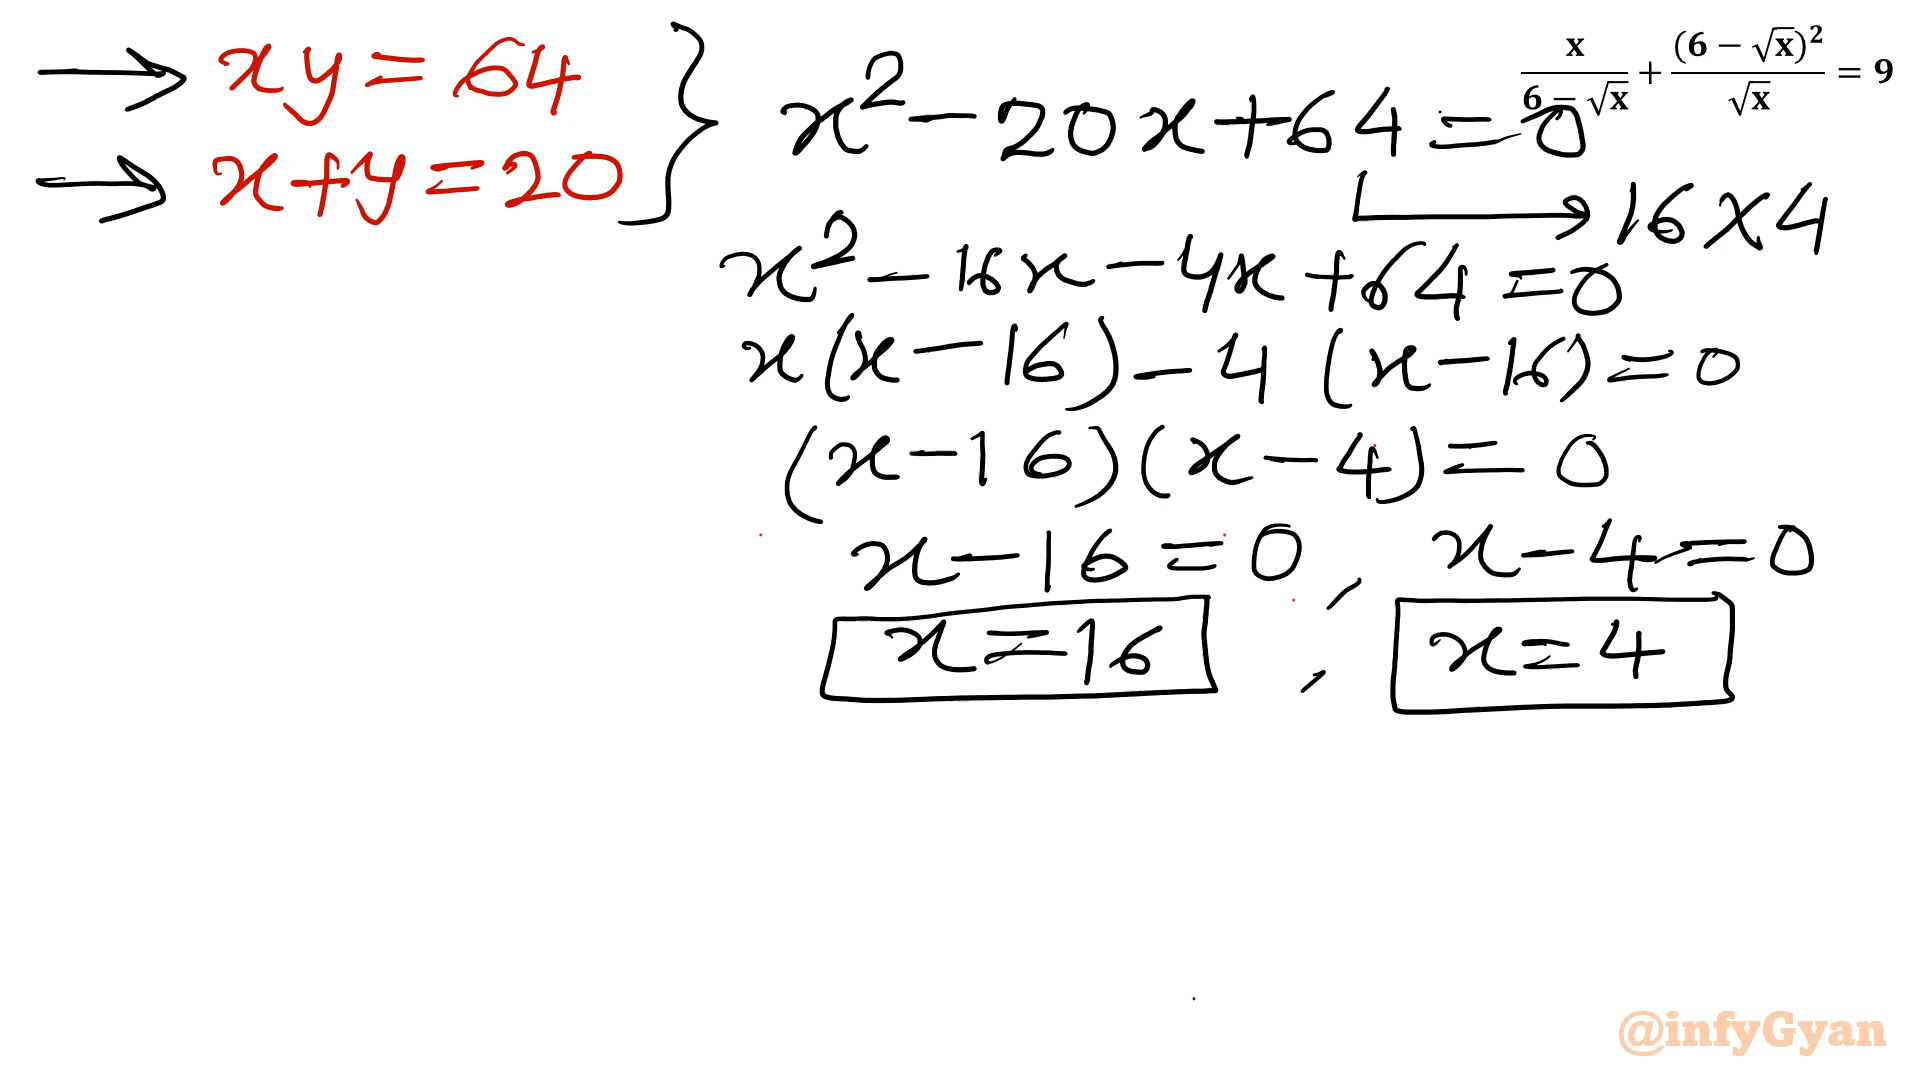 → xy = 64
→ x + y = 20
x / (6 − √x) + (6 − √x)² / √x = 9
x² − 20x + 64 = 0
→ 16 × 4
x² − 16x − 4x + 64 = 0
x(x − 16) − 4(x − 16) = 0
(x − 16)(x − 4) = 0
x − 16 = 0 , x − 4 = 0
x = 16 , x = 4
@infyGyan